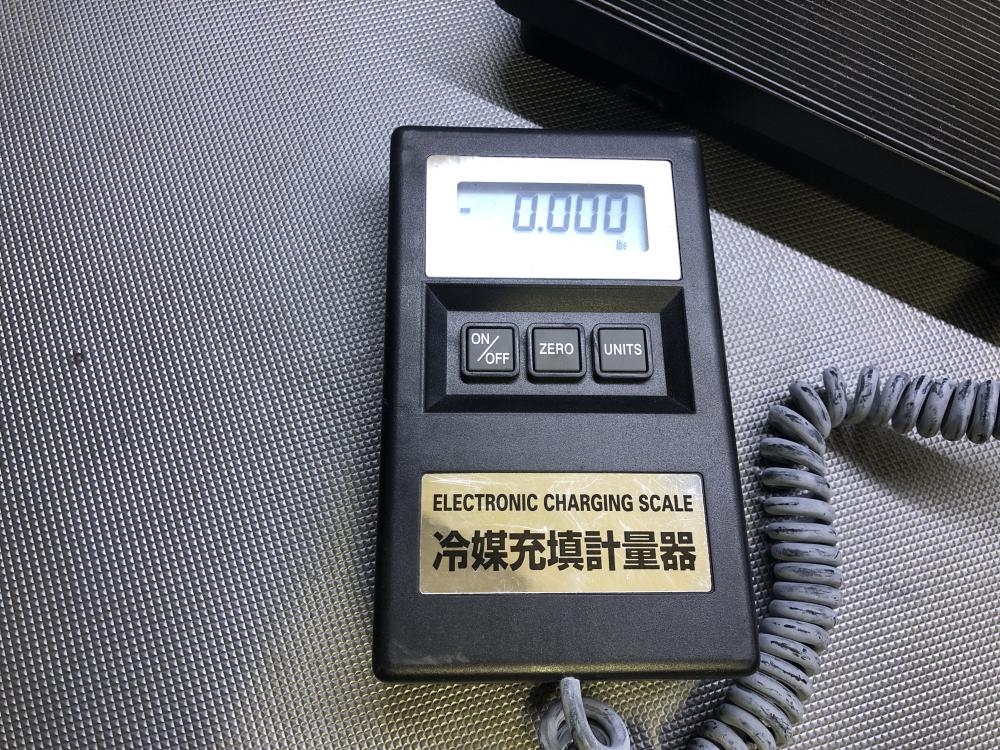 - 0.000
lbs
ON/OFF
ZERO
UNITS
ELECTRONIC CHARGING SCALE
冷媒充填計量器